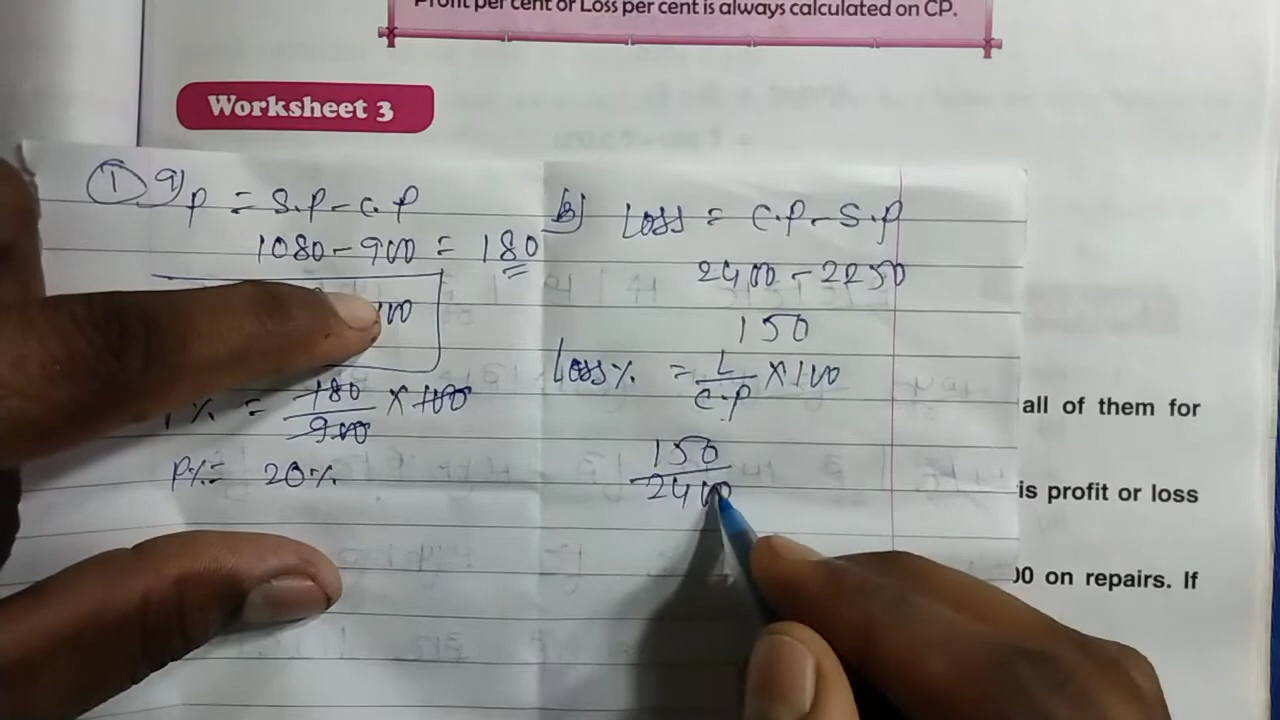 Profit per cent or Loss per cent is always calculated on CP.
Worksheet 3
① a) P = S.P - C.P
1080 - 900 = 180
100
P% = 180/900 × 100
P% = 20%
B) Loss = C.P - S.P
2400 - 2250
150
Loss% = L/C.P × 100
150
2400
all of them for
is profit or loss
00 on repairs. If